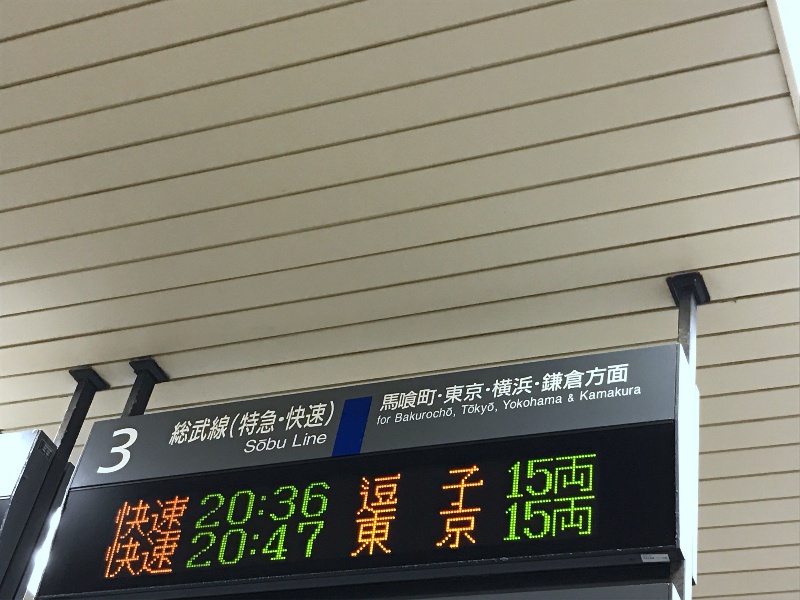 3 総武線(特急・快速) 馬喰町・東京・横浜・鎌倉方面
Sōbu Line for Bakurochō, Tōkyō, Yokohama & Kamakura
快速 20:36 逗子 15両
快速 20:47 東京 15両